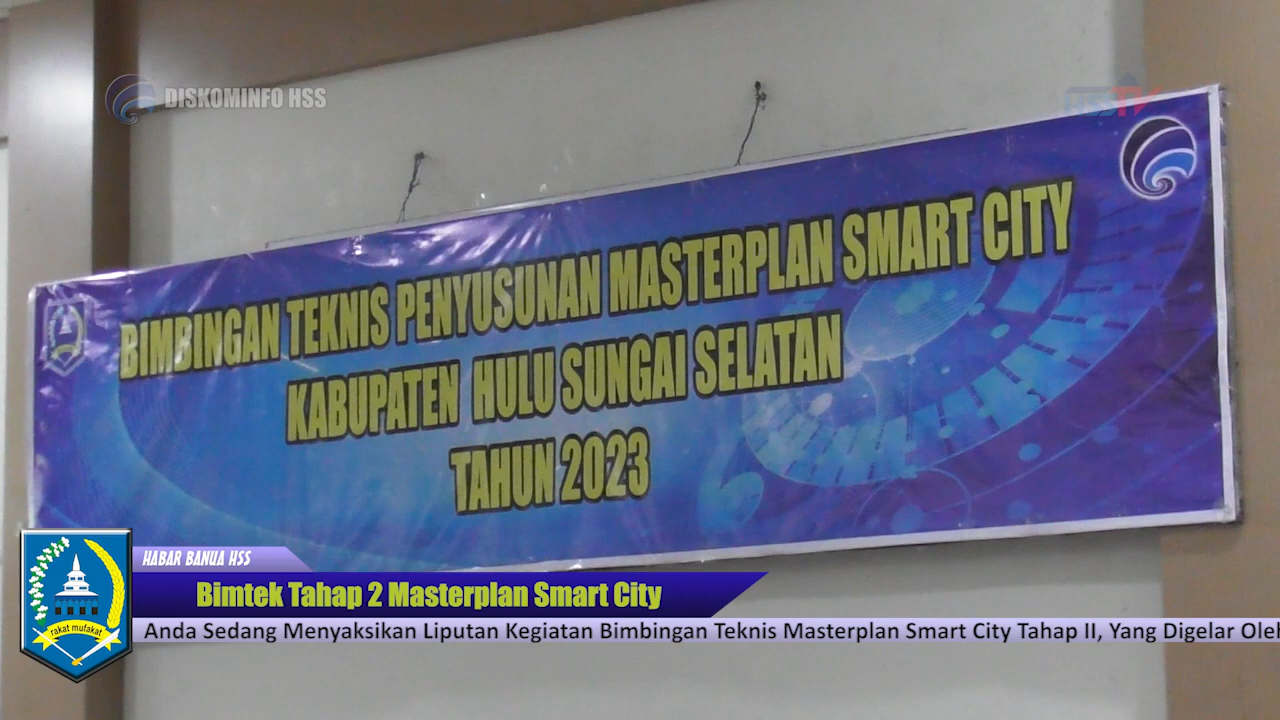 DISKOMINFO HSS
HSSTV
BIMBINGAN TEKNIS PENYUSUNAN MASTERPLAN SMART CITY
KABUPATEN HULU SUNGAI SELATAN
TAHUN 2023
HABAR BANUA HSS
Bimtek Tahap 2 Masterplan Smart City
rakat mufakat
Anda Sedang Menyaksikan Liputan Kegiatan Bimbingan Teknis Masterplan Smart City Tahap II, Yang Digelar Oleh